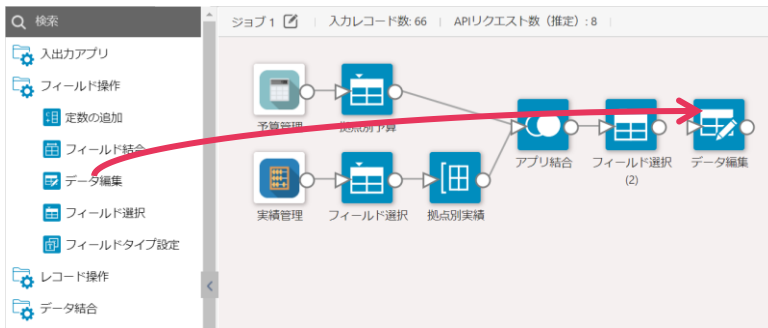 検索
ジョブ 1
入力レコード数: 66
APIリクエスト数（推定）: 8
入出力アプリ
フィールド操作
定数の追加
フィールド結合
データ編集
フィールド選択
フィールドタイプ設定
レコード操作
データ結合
予算管理
拠点別予算
アプリ結合
フィールド選択
(2)
データ編集
実績管理
フィールド選択
拠点別実績